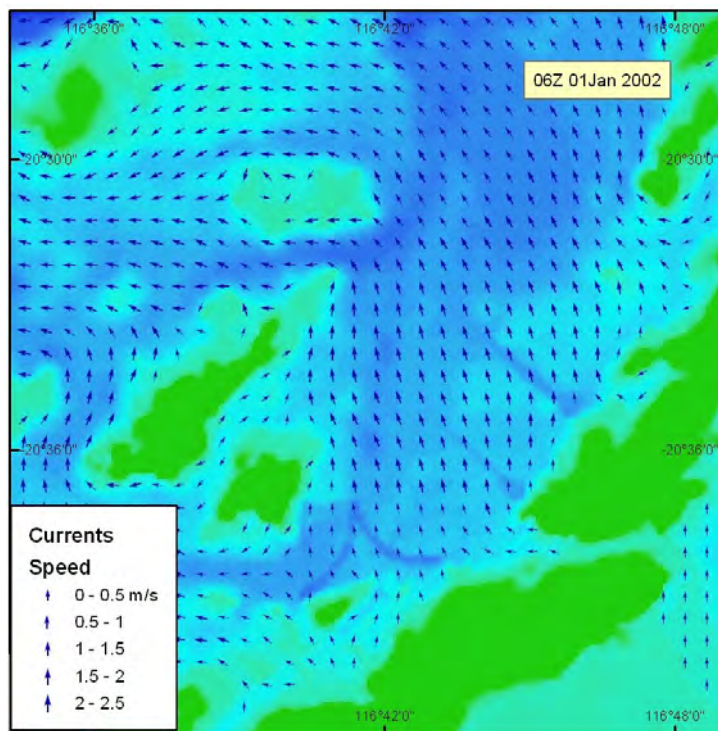 116°36'0" 116°42'0" 116°48'0"
06Z 01Jan 2002
-20°30'0" -20°30'0"
-20°36'0" -20°36'0"
Currents
Speed
0 - 0.5 m/s
0.5 - 1
1 - 1.5
1.5 - 2
2 - 2.5
116°42'0" 116°48'0"